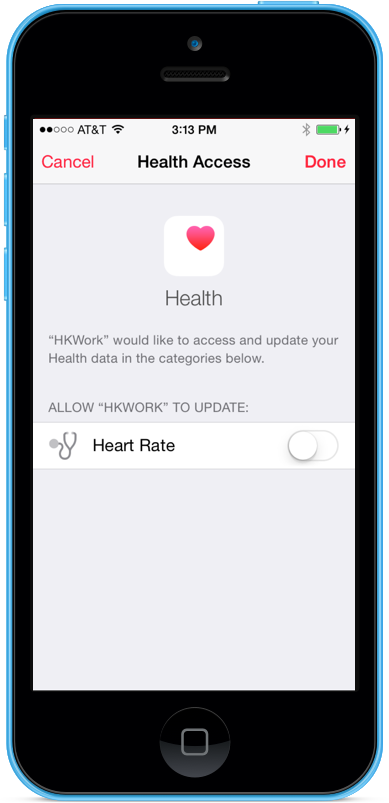 AT&T 3:13 PM
Cancel Health Access Done
Health
“HKWork” would like to access and update your
Health data in the categories below.
ALLOW “HKWORK” TO UPDATE:
Heart Rate